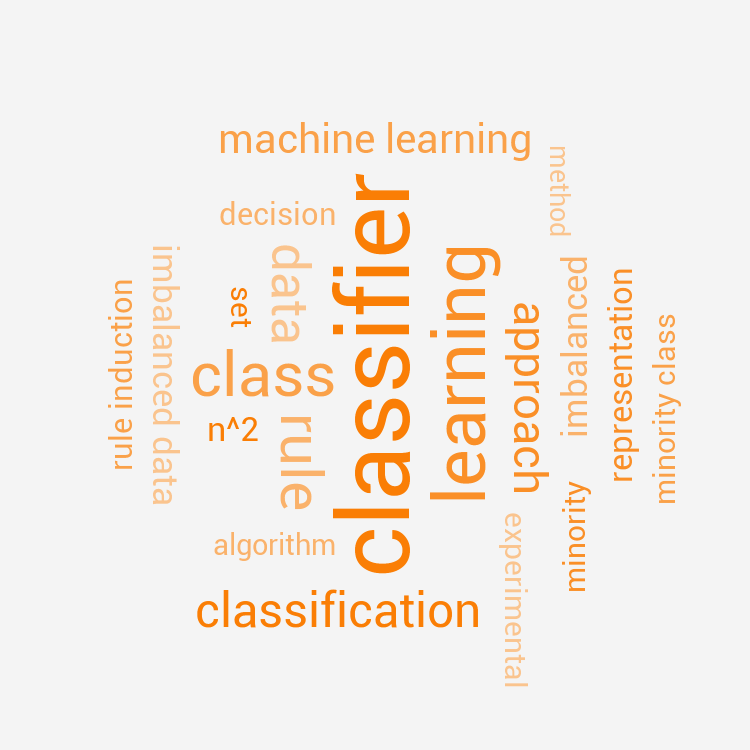 machine learning
method
decision
classifier
data
learning
imbalanced data
imbalanced
representation
rule induction
set
approach
minority class
class
n^2
rule
minority
algorithm
experimental
classification